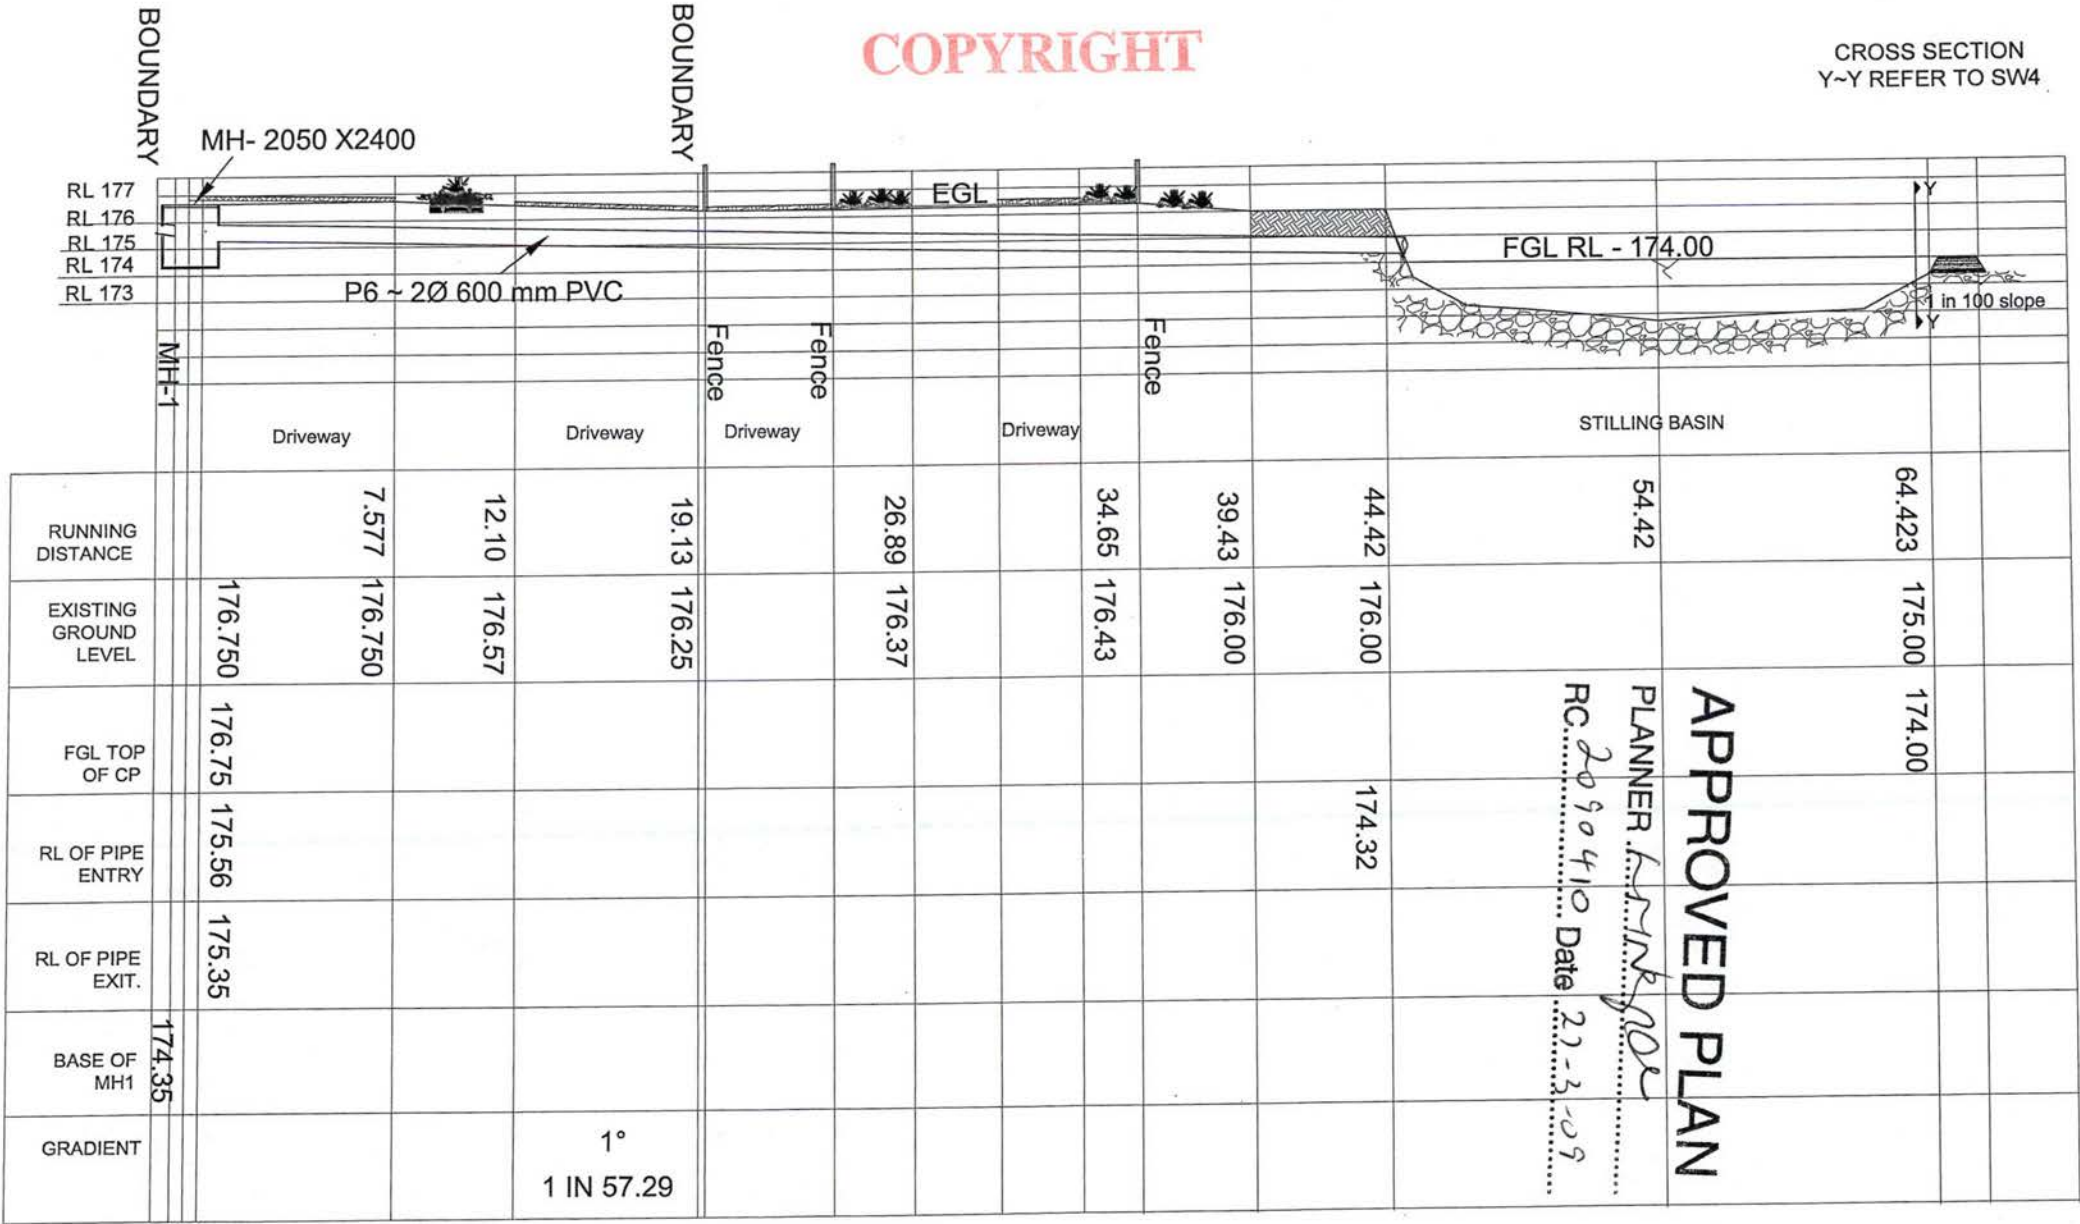 COPYRIGHT
CROSS SECTION
Y~Y REFER TO SW4
BOUNDARY
BOUNDARY
MH- 2050 X2400
RL 177
RL 176
RL 175
RL 174
RL 173
EGL
FGL RL - 174.00
Y
1 in 100 slope
Y
P6 ~ 2Ø 600 mm PVC
MH-1
Fence
Fence
Fence
Driveway
Driveway
Driveway
Driveway
STILLING BASIN
RUNNING
DISTANCE
7.577
12.10
19.13
26.89
34.65
39.43
44.42
54.42
64.423
EXISTING
GROUND
LEVEL
176.750
176.750
176.57
176.25
176.37
176.43
176.00
176.00
175.00
FGL TOP
OF CP
176.75
174.00
RL OF PIPE
ENTRY
175.56
174.32
RL OF PIPE
EXIT.
175.35
BASE OF
MH1
174.35
GRADIENT
1°
1 IN 57.29
APPROVED PLAN
PLANNER
RC. 2090410 Date